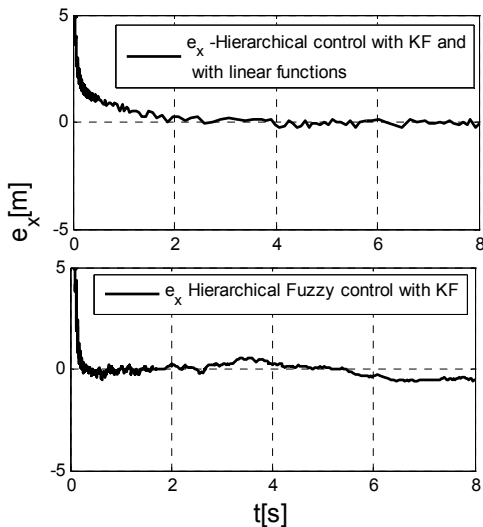 5
e_x -Hierarchical control with KF and
with linear functions
0
-5
0 2 4 6 8
e_x[m]
5
e_x Hierarchical Fuzzy control with KF
0
-5
0 2 4 6 8
t[s]